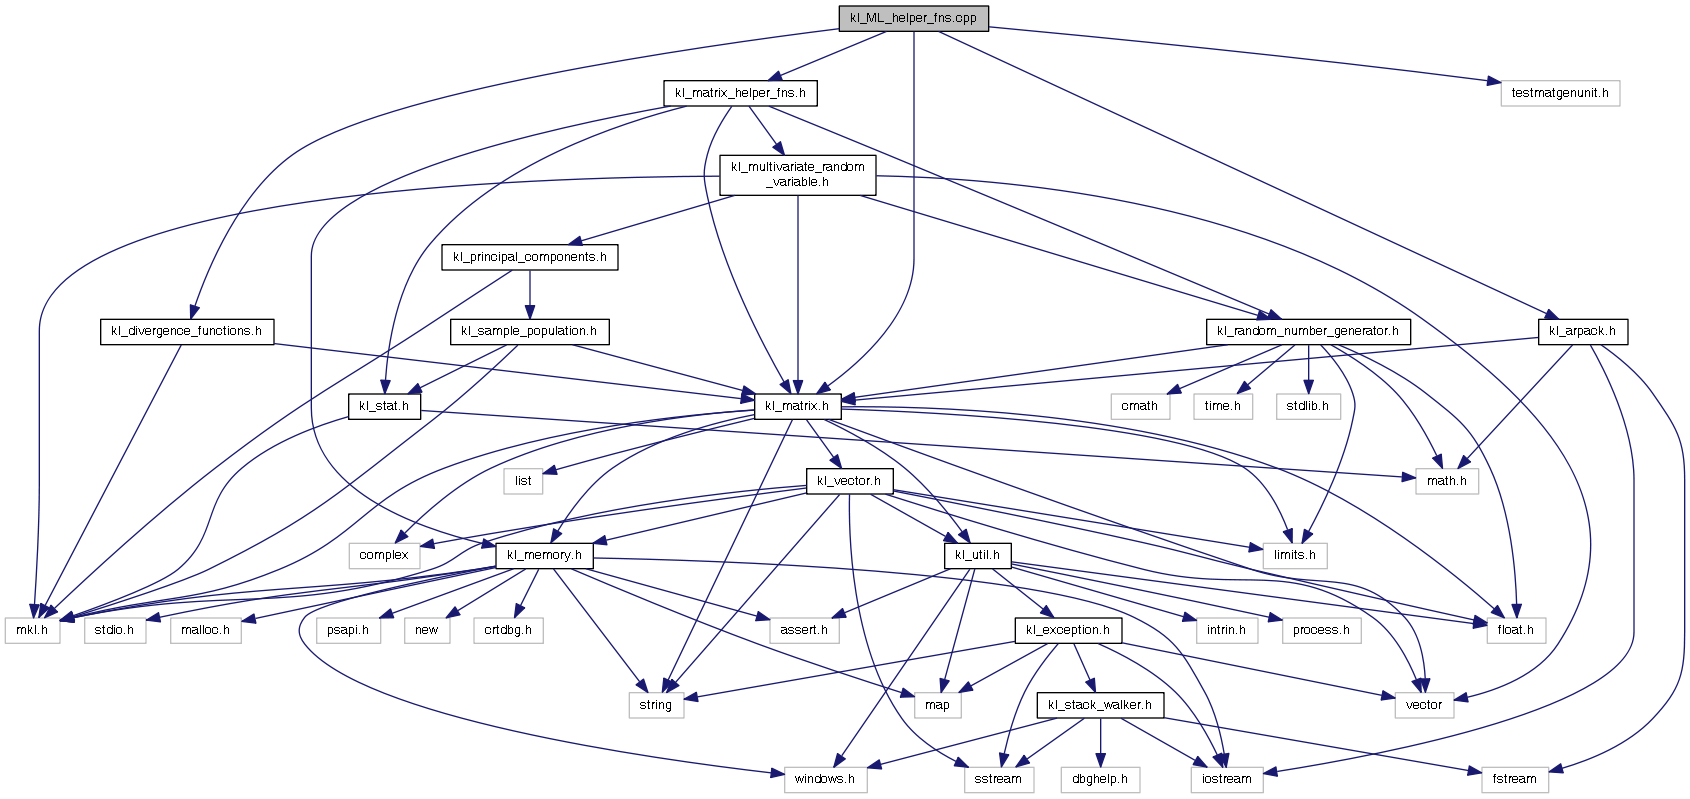 kl_ML_helper_fns.cpp
kl_matrix_helper_fns.h
testmatgenunit.h
kl_multivariate_random
_variable.h
kl_principal_components.h
kl_divergence_functions.h
kl_sample_population.h
kl_random_number_generator.h
kl_arpack.h
kl_stat.h
kl_matrix.h
cmath
time.h
stdlib.h
list
kl_vector.h
math.h
complex
kl_memory.h
kl_util.h
limits.h
mkl.h
stdio.h
malloc.h
psapi.h
new
crtdbg.h
assert.h
kl_exception.h
intrin.h
process.h
float.h
string
map
kl_stack_walker.h
vector
windows.h
sstream
dbghelp.h
iostream
fstream